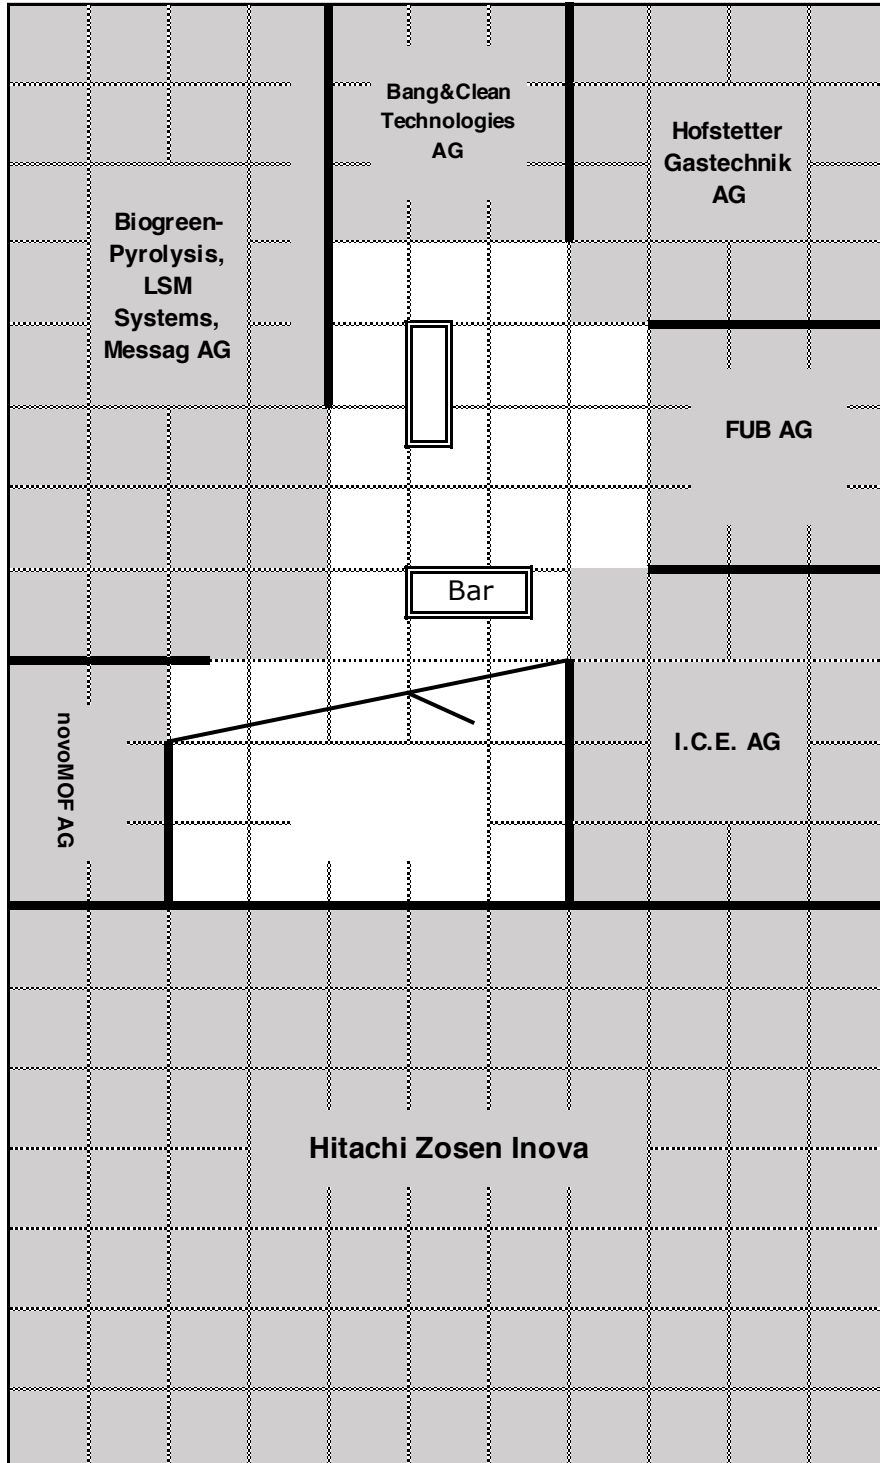 Bang&Clean
Technologies
AG
Hofstetter
Gastechnik
AG
Biogreen-
Pyrolysis,
LSM
Systems,
Messag AG
FUB AG
Bar
novoMOF AG
I.C.E. AG
Hitachi Zosen Inova